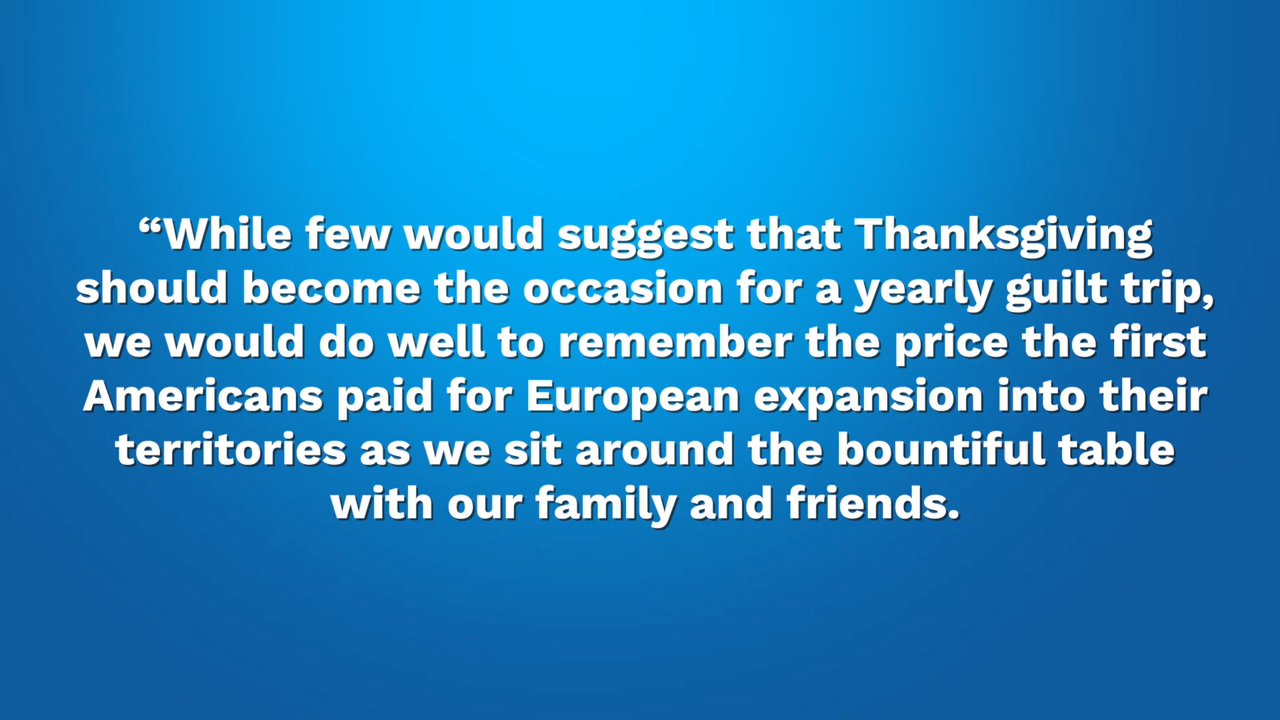 “While few would suggest that Thanksgiving
should become the occasion for a yearly guilt trip,
we would do well to remember the price the first
Americans paid for European expansion into their
territories as we sit around the bountiful table
with our family and friends.